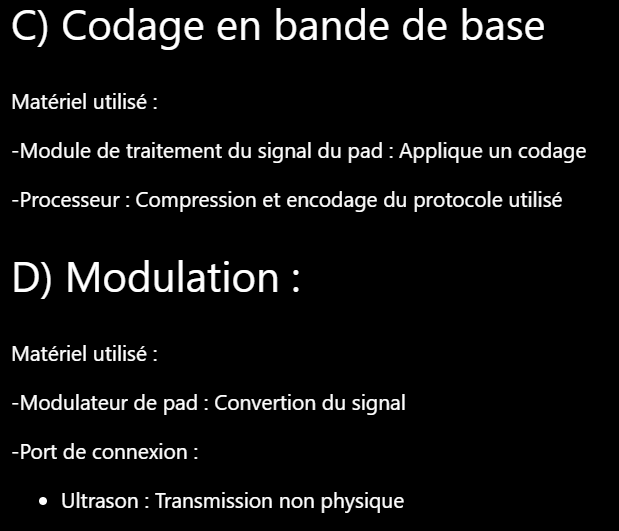 C) Codage en bande de base
Matériel utilisé :
-Module de traitement du signal du pad : Applique un codage
-Processeur : Compression et encodage du protocole utilisé
D) Modulation :
Matériel utilisé :
-Modulateur de pad : Convertion du signal
-Port de connexion :
• Ultrason : Transmission non physique